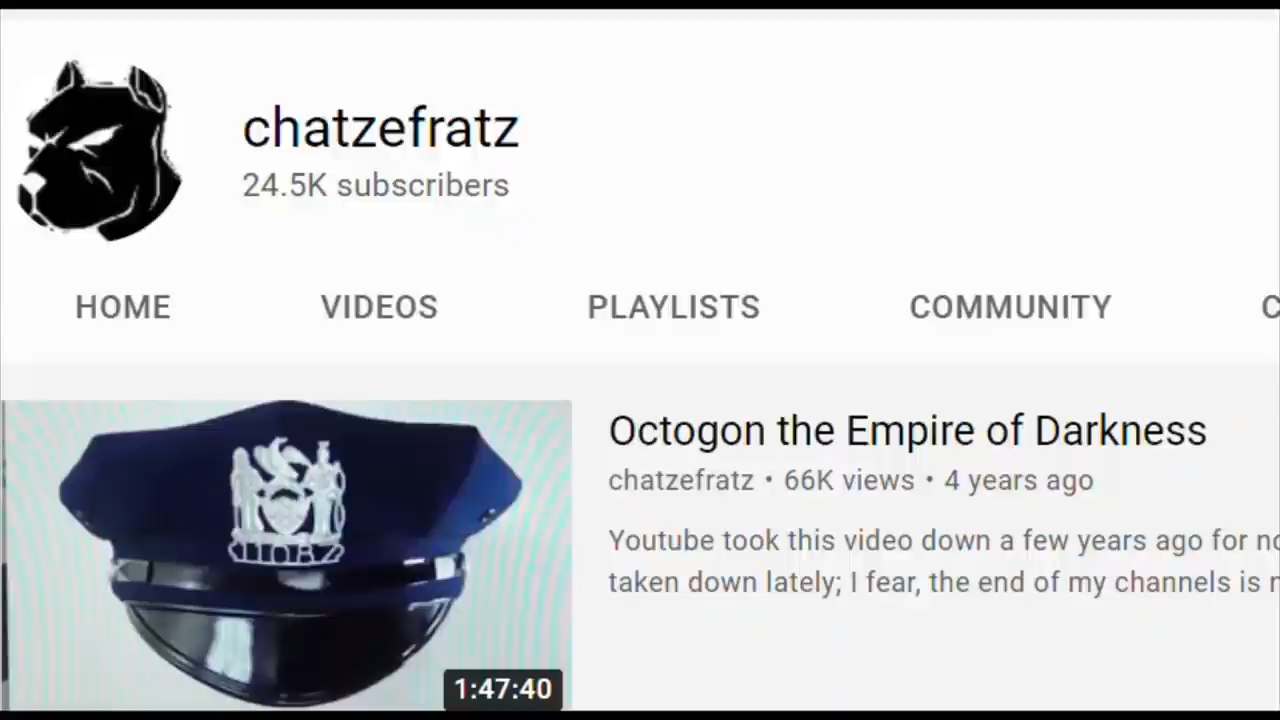 chatzefratz
24.5K subscribers
HOME VIDEOS PLAYLISTS COMMUNITY C
Octogon the Empire of Darkness
chatzefratz • 66K views • 4 years ago
Youtube took this video down a few years ago for
taken down lately; I fear, the end of my channels is
1:47:40